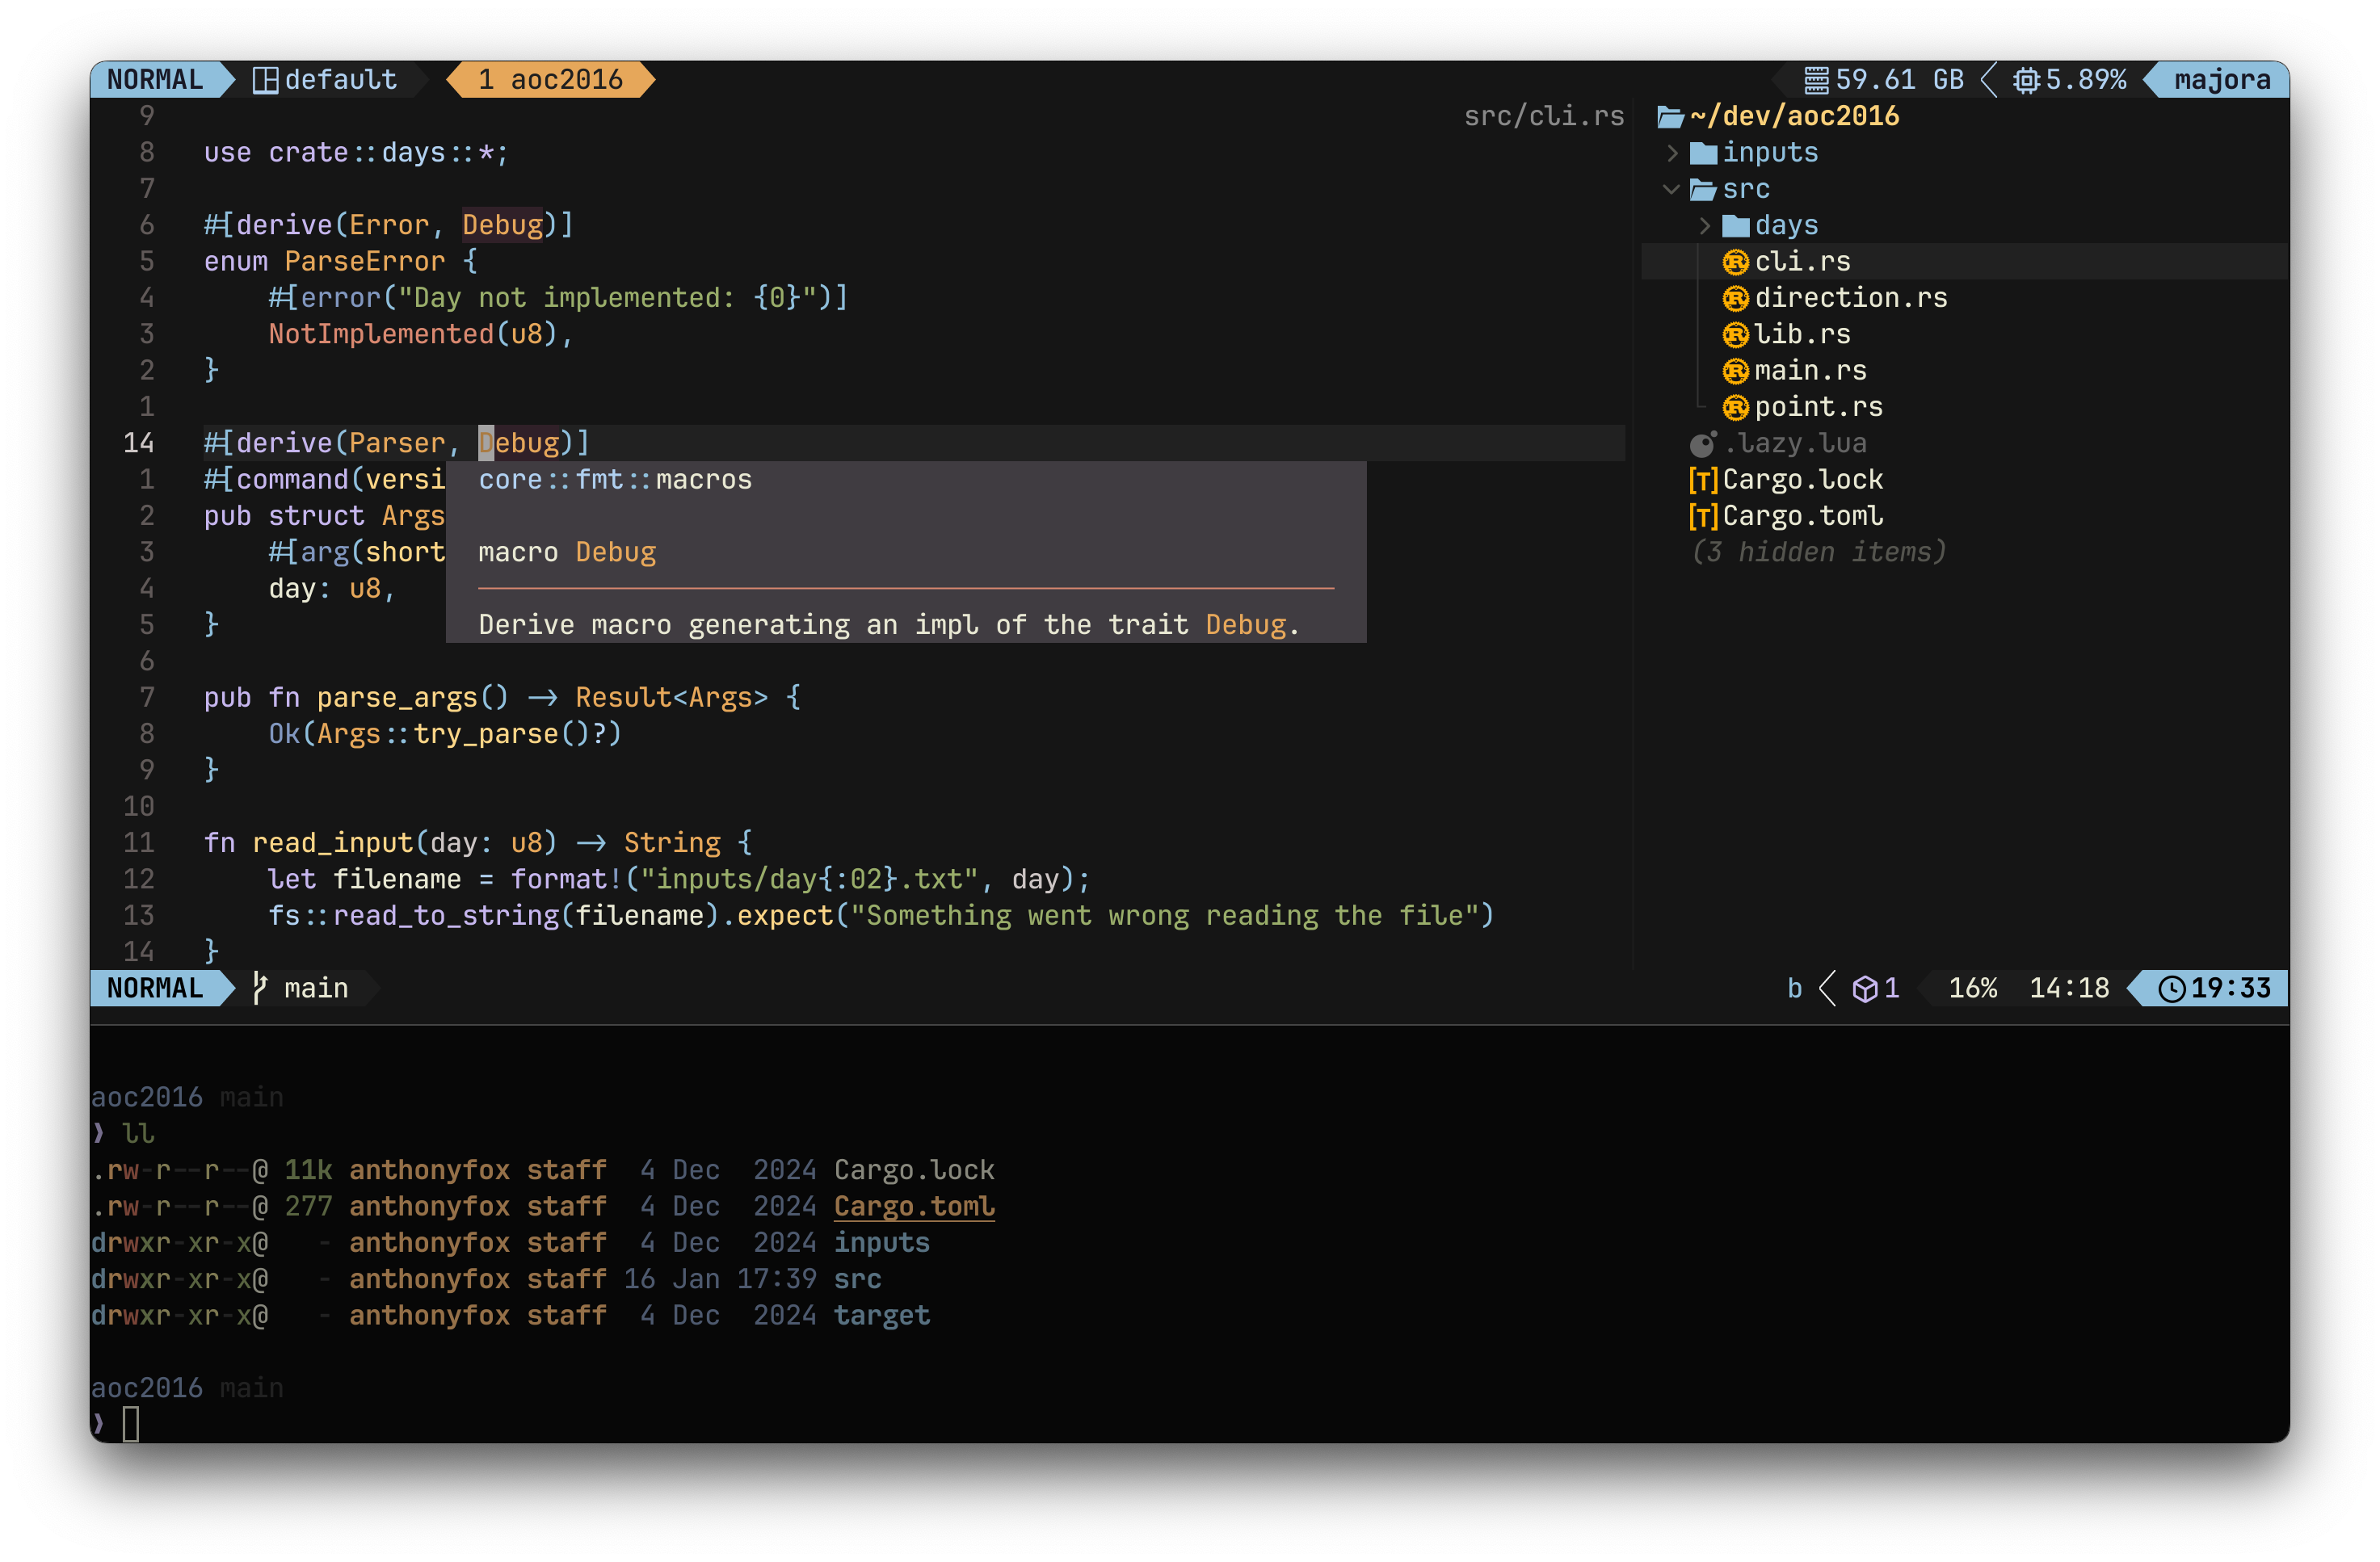 NORMAL default 1 aoc2016 59.61 GB 5.89% majora
9 src/cli.rs
8 use crate::days::*;
7
6 #[derive(Error, Debug)]
5 enum ParseError {
4 #[error("Day not implemented: {0}")]
3 NotImplemented(u8),
2 }
1
14 #[derive(Parser, Debug)]
1 #[command(versi
2 pub struct Args
3 #[arg(short
4 day: u8,
5 }
6
core::fmt::macros
macro Debug
Derive macro generating an impl of the trait Debug.
7 pub fn parse_args() -> Result<Args> {
8 Ok(Args::try_parse()?)
9 }
10
11 fn read_input(day: u8) -> String {
12 let filename = format!("inputs/day{:02}.txt", day);
13 fs::read_to_string(filename).expect("Something went wrong reading the file")
14 }
~/dev/aoc2016
inputs
src
days
cli.rs
direction.rs
lib.rs
main.rs
point.rs
.lazy.lua
[T] Cargo.lock
[T] Cargo.toml
(3 hidden items)
NORMAL main b 1 16% 14:18 19:33
aoc2016 main
❯ ll
.rw-r--r--@ 11k anthonyfox staff 4 Dec 2024 Cargo.lock
.rw-r--r--@ 277 anthonyfox staff 4 Dec 2024 Cargo.toml
drwxr-xr-x@ - anthonyfox staff 4 Dec 2024 inputs
drwxr-xr-x@ - anthonyfox staff 16 Jan 17:39 src
drwxr-xr-x@ - anthonyfox staff 4 Dec 2024 target
aoc2016 main
❯